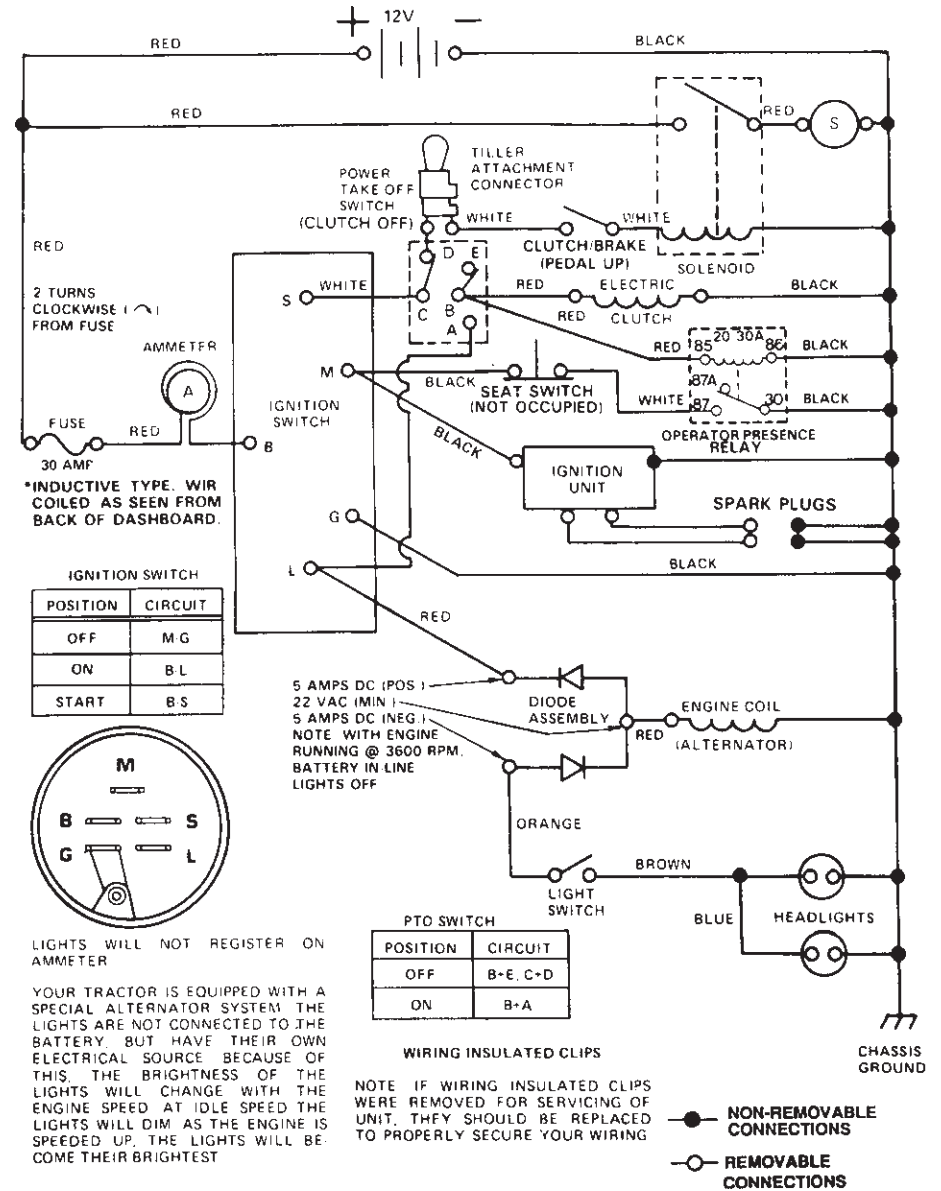 12V
RED
BLACK
RED
RED
S
TILLER
ATTACHMENT
CONNECTOR
POWER
TAKE OFF
SWITCH
(CLUTCH OFF)
WHITE
WHITE
CLUTCH/BRAKE
(PEDAL UP)
SOLENOID
RED
D
E
S
WHITE
C
B
A
RED
ELECTRIC
CLUTCH
BLACK
RED
2 TURNS
CLOCKWISE ( )
FROM FUSE
AMMETER
A
RED
85
20 30A
86
BLACK
M
BLACK
SEAT SWITCH
(NOT OCCUPIED)
87A
WHITE
87
30
BLACK
OPERATOR PRESENCE
RELAY
IGNITION
SWITCH
FUSE
RED
B
30 AMP
BLACK
IGNITION
UNIT
*INDUCTIVE TYPE. WIR
COILED AS SEEN FROM
BACK OF DASHBOARD.
SPARK PLUGS
G
BLACK
L
IGNITION SWITCH
POSITION CIRCUIT
OFF M-G
ON B-L
START B-S
RED
5 AMPS DC (POS.)
22 VAC (MIN.)
5 AMPS DC (NEG.)
NOTE WITH ENGINE
RUNNING @ 3600 RPM.
BATTERY IN LINE
LIGHTS OFF
DIODE
ASSEMBLY
RED
ENGINE COIL
(ALTERNATOR)
M
B S
G L
ORANGE
BROWN
LIGHT
SWITCH
BLUE
HEADLIGHTS
PTO SWITCH
POSITION CIRCUIT
OFF B+E, C+D
ON B+A
LIGHTS WILL NOT REGISTER ON
AMMETER
YOUR TRACTOR IS EQUIPPED WITH A
SPECIAL ALTERNATOR SYSTEM THE
LIGHTS ARE NOT CONNECTED TO THE
BATTERY, BUT HAVE THEIR OWN
ELECTRICAL SOURCE BECAUSE OF
THIS, THE BRIGHTNESS OF THE
LIGHTS WILL CHANGE WITH THE
ENGINE SPEED AT IDLE SPEED THE
LIGHTS WILL DIM AS THE ENGINE IS
SPEEDED UP, THE LIGHTS WILL BE-
COME THEIR BRIGHTEST
WIRING INSULATED CLIPS
NOTE IF WIRING INSULATED CLIPS
WERE REMOVED FOR SERVICING OF
UNIT, THEY SHOULD BE REPLACED
TO PROPERLY SECURE YOUR WIRING
CHASSIS
GROUND
NON-REMOVABLE
CONNECTIONS
REMOVABLE
CONNECTIONS